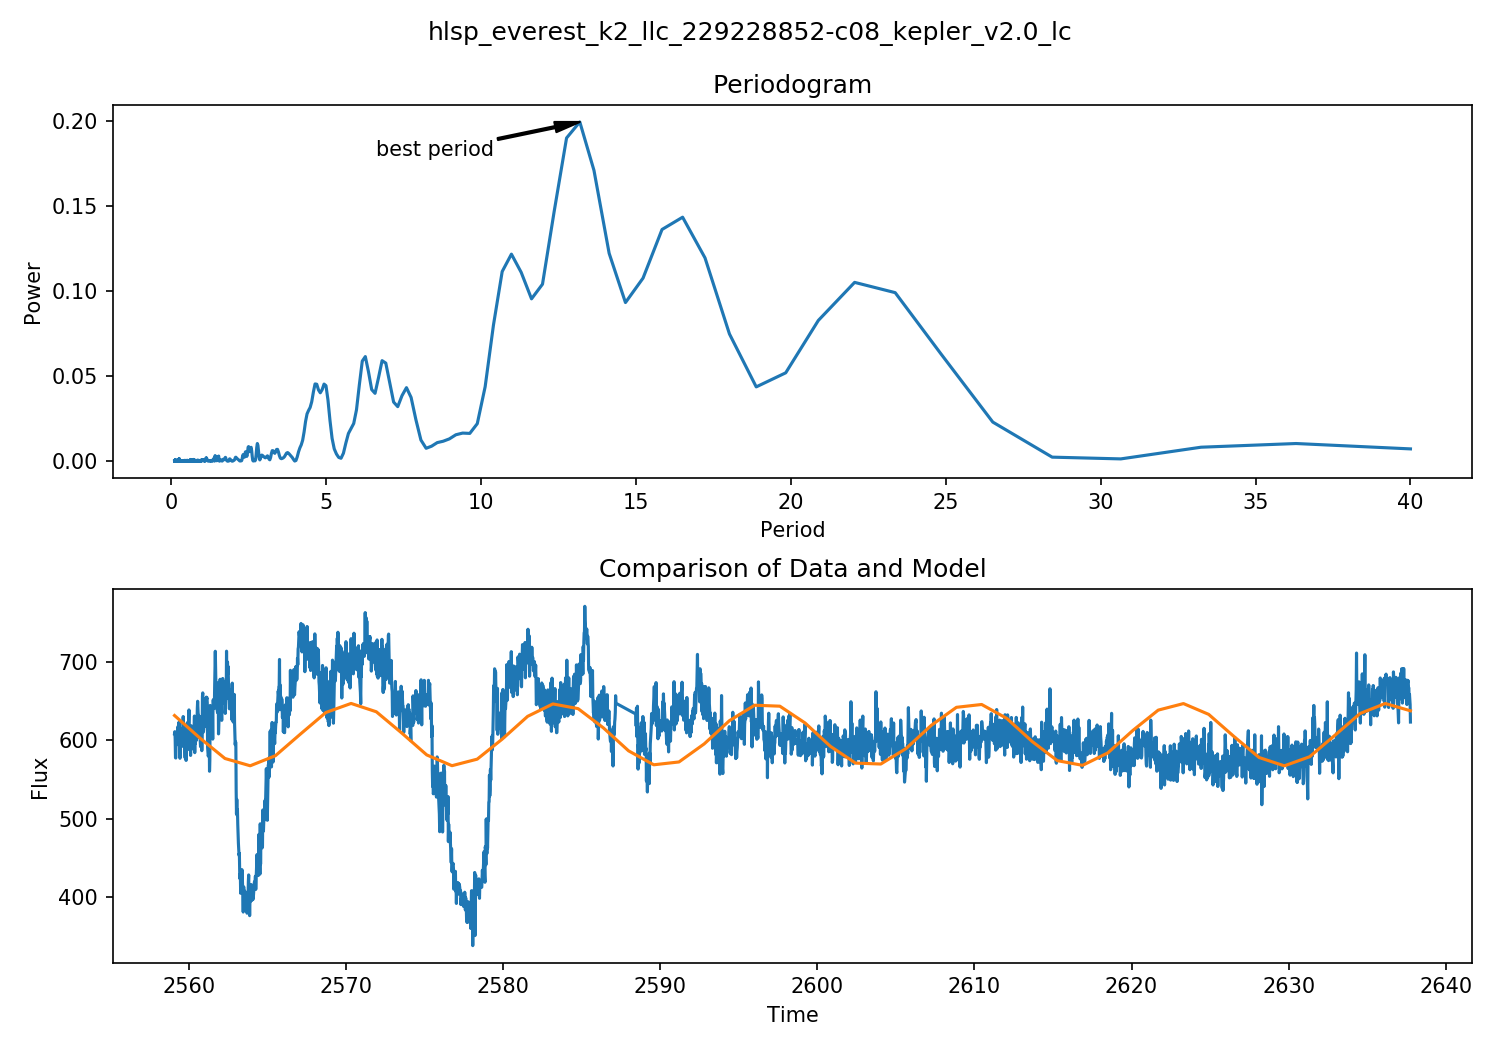 hlsp_everest_k2_llc_229228852-c08_kepler_v2.0_lc
Periodogram
0.20
0.15
0.10
0.05
0.00
Power
best period
0 5 10 15 20 25 30 35 40
Period
Comparison of Data and Model
700
600
500
400
Flux
2560 2570 2580 2590 2600 2610 2620 2630 2640
Time